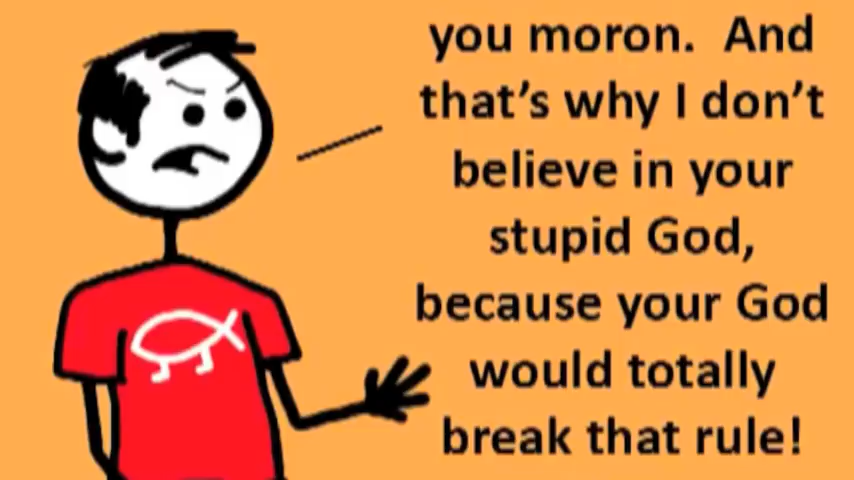 you moron. And
that's why I don't
believe in your
stupid God,
because your God
would totally
break that rule!